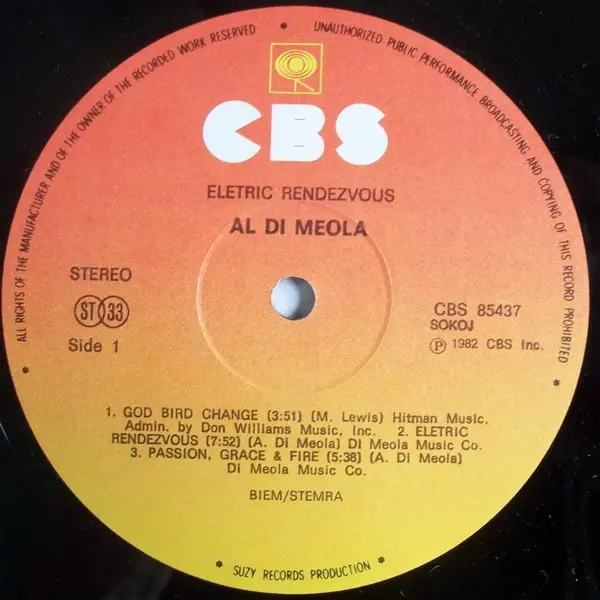 ALL RIGHTS OF THE MANUFACTURER AND OF THE OWNER OF THE RECORDED WORK RESERVED • UNAUTHORIZED PUBLIC PERFORMANCE BROADCASTING AND COPYING OF THIS RECORD PROHIBITED
CBS
ELETRIC RENDEZVOUS
AL DI MEOLA
STEREO
ST 33
Side 1
CBS 85437
SOKOJ
Ⓟ 1982 CBS Inc.
1. GOD BIRD CHANGE (3:51) (M. Lewis) Hitman Music,
Admin. by Don Williams Music, Inc. 2. ELETRIC
RENDEZVOUS (7:52) (A. Di Meola) Di Meola Music Co.
3. PASSION, GRACE & FIRE (5:38) (A. Di Meola)
Di Meola Music Co.
BIEM/STEMRA
• SUZY RECORDS PRODUCTION •